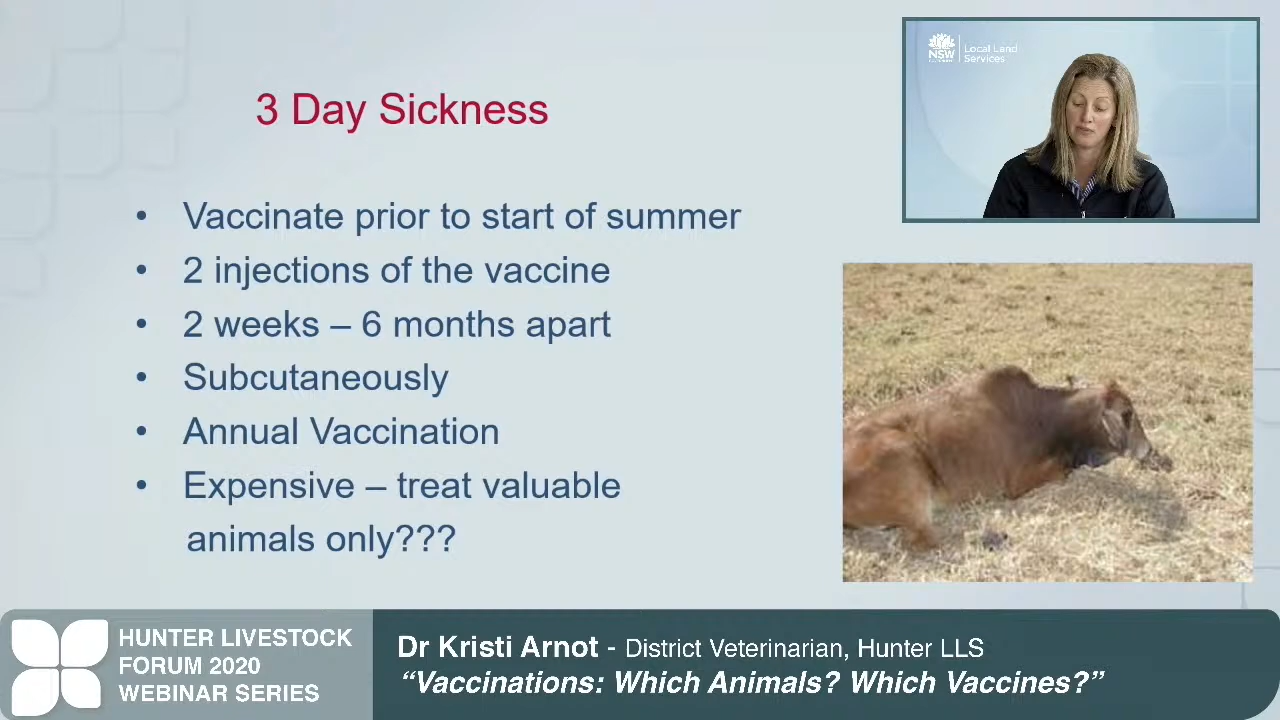 3 Day Sickness
• Vaccinate prior to start of summer
• 2 injections of the vaccine
• 2 weeks – 6 months apart
• Subcutaneously
• Annual Vaccination
• Expensive – treat valuable
animals only???
NSW
Local Land
Services
HUNTER LIVESTOCK
FORUM 2020
WEBINAR SERIES
Dr Kristi Arnot - District Veterinarian, Hunter LLS
“Vaccinations: Which Animals? Which Vaccines?”